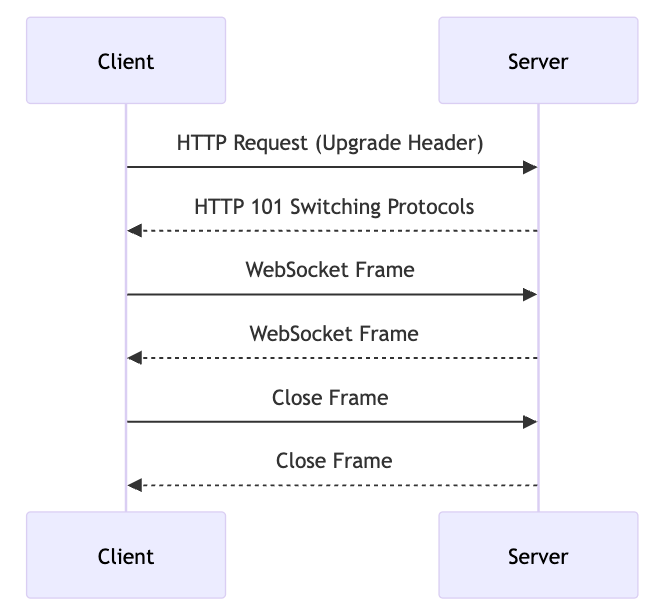 Client
Server
HTTP Request (Upgrade Header)
HTTP 101 Switching Protocols
WebSocket Frame
WebSocket Frame
Close Frame
Close Frame
Client
Server